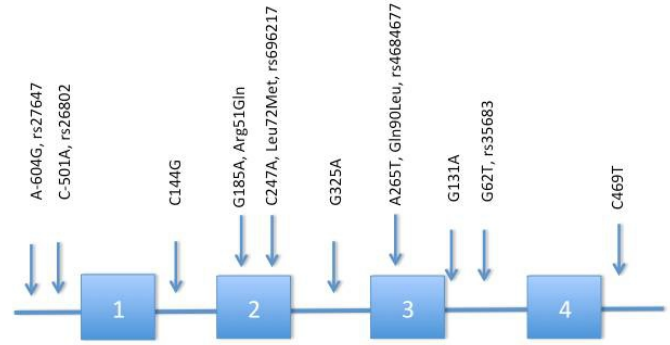 A-604G, rs27647
C-501A, rs26802
C144G
G185A, Arg51Gln
C247A, Leu72Met, rs696217
G325A
A265T, Gln90Leu, rs4684677
G131A
G62T, rs35683
C469T
1
2
3
4